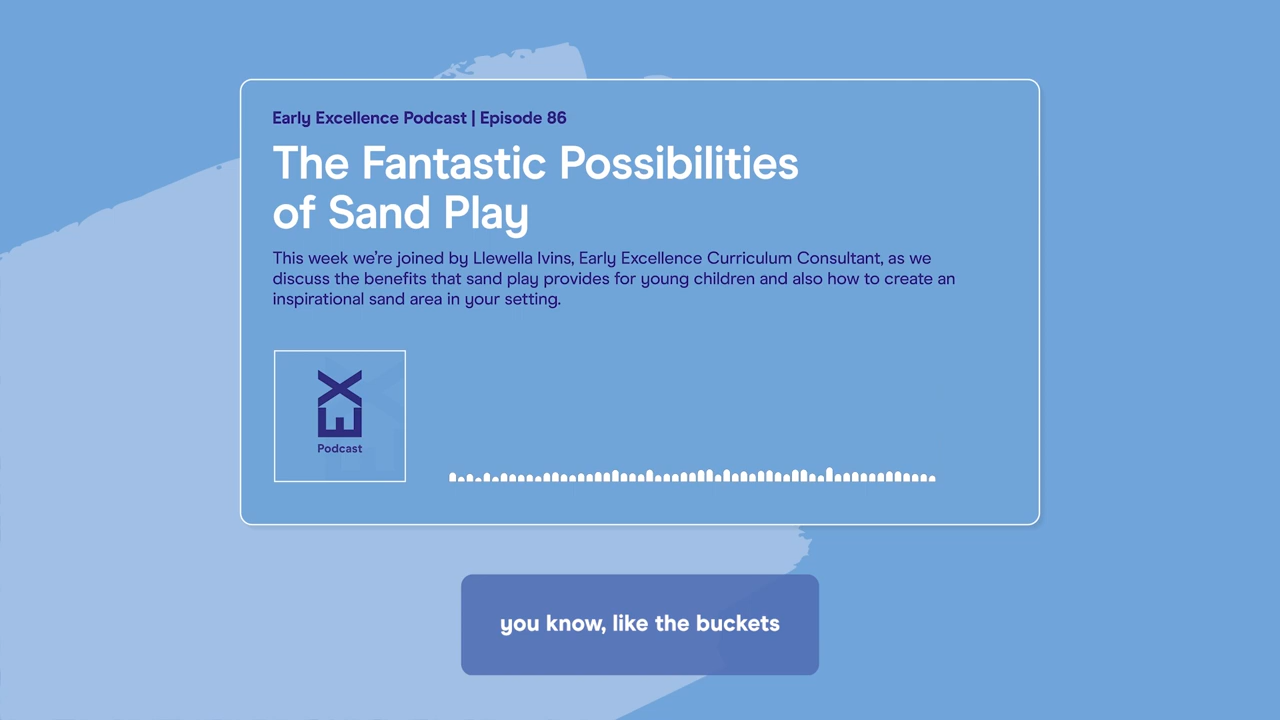 Early Excellence Podcast | Episode 86
The Fantastic Possibilities
of Sand Play
This week we're joined by Llewella Ivins, Early Excellence Curriculum Consultant, as we
discuss the benefits that sand play provides for young children and also how to create an
inspirational sand area in your setting.
EX
Podcast
you know, like the buckets